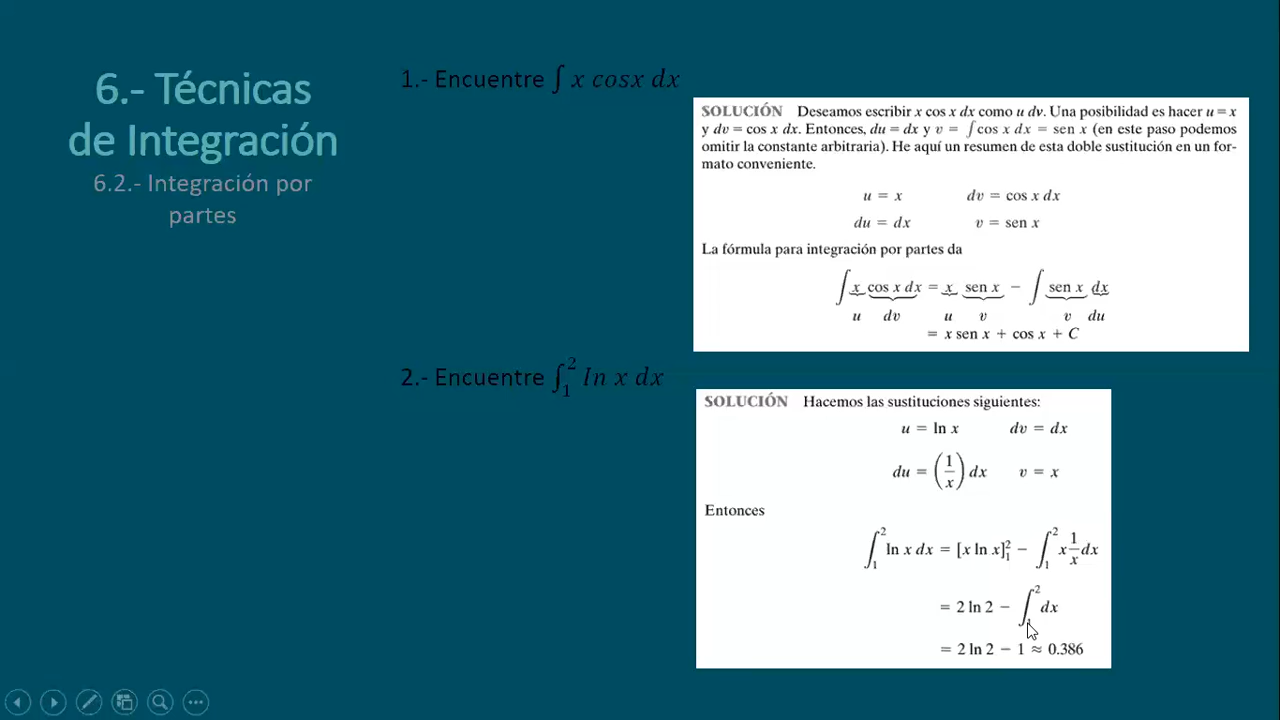 6.- Técnicas
de Integración
6.2.- Integración por
partes
1.- Encuentre ∫ x cosx dx
SOLUCIÓN Deseamos escribir x cos x dx como u dv. Una posibilidad es hacer u = x
y dv = cos x dx. Entonces, du = dx y v = ∫cos x dx = sen x (en este paso podemos
omitir la constante arbitraria). He aquí un resumen de esta doble sustitución en un for-
mato conveniente.
u = x dv = cos x dx
du = dx v = sen x
La fórmula para integración por partes da
∫ x cos x dx = x sen x − ∫ sen x dx
u dv u v v du
= x sen x + cos x + C
2.- Encuentre ∫₁² ln x dx
SOLUCIÓN Hacemos las sustituciones siguientes:
u = ln x dv = dx
du = (1/x) dx v = x
Entonces
∫₁² ln x dx = [x ln x]₁² − ∫₁² x 1/x dx
= 2 ln 2 − ∫₁² dx
= 2 ln 2 − 1 ≈ 0.386